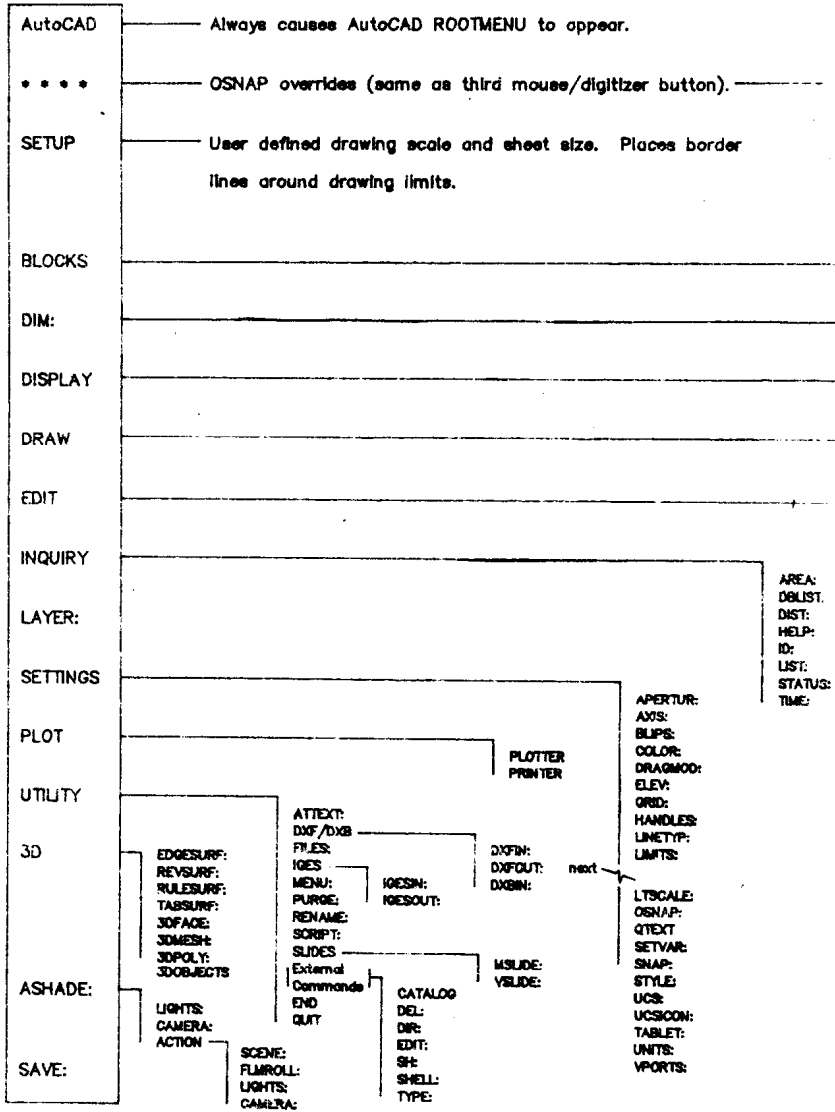 AutoCAD Always causes AutoCAD ROOTMENU to appear.
* * * * OSNAP overrides (same as third mouse/digitizer button).
SETUP User defined drawing scale and sheet size. Places border
lines around drawing limits.
BLOCKS
DIM:
DISPLAY
DRAW
EDIT
INQUIRY
AREA:
DBLIST.
DIST:
HELP:
ID:
LIST:
STATUS:
TIME:
LAYER:
SETTINGS
APERTUR:
AXIS:
BLIPS:
COLOR:
DRAGMOD:
ELEV:
GRID:
HANDLES:
LINETYP:
LIMITS:
next
LTSCALE:
OSNAP:
QTEXT
SETVAR:
SNAP:
STYLE:
UCS:
UCSICON:
TABLET:
UNITS:
VPORTS:
PLOT
PLOTTER
PRINTER
UTILITY
ATTEXT:
DXF/DXB
DXFIN:
DXFOUT:
DXBIN:
FILES:
IGES
IGESIN:
IGESOUT:
MENU:
PURGE:
RENAME:
SCRIPT:
SLIDES
MSLIDE:
VSLIDE:
External
Commands
CATALOG
DEL:
DIR:
EDIT:
SH:
SHELL:
TYPE:
END
QUIT
3D
EDGESURF:
REVSURF:
RULESURF:
TABSURF:
3DFACE:
3DMESH:
3DPOLY:
3DOBJECTS
ASHADE:
LIGHTS:
CAMERA:
ACTION
SCENE:
FLMROLL:
LIGHTS:
CAMERA:
SAVE: